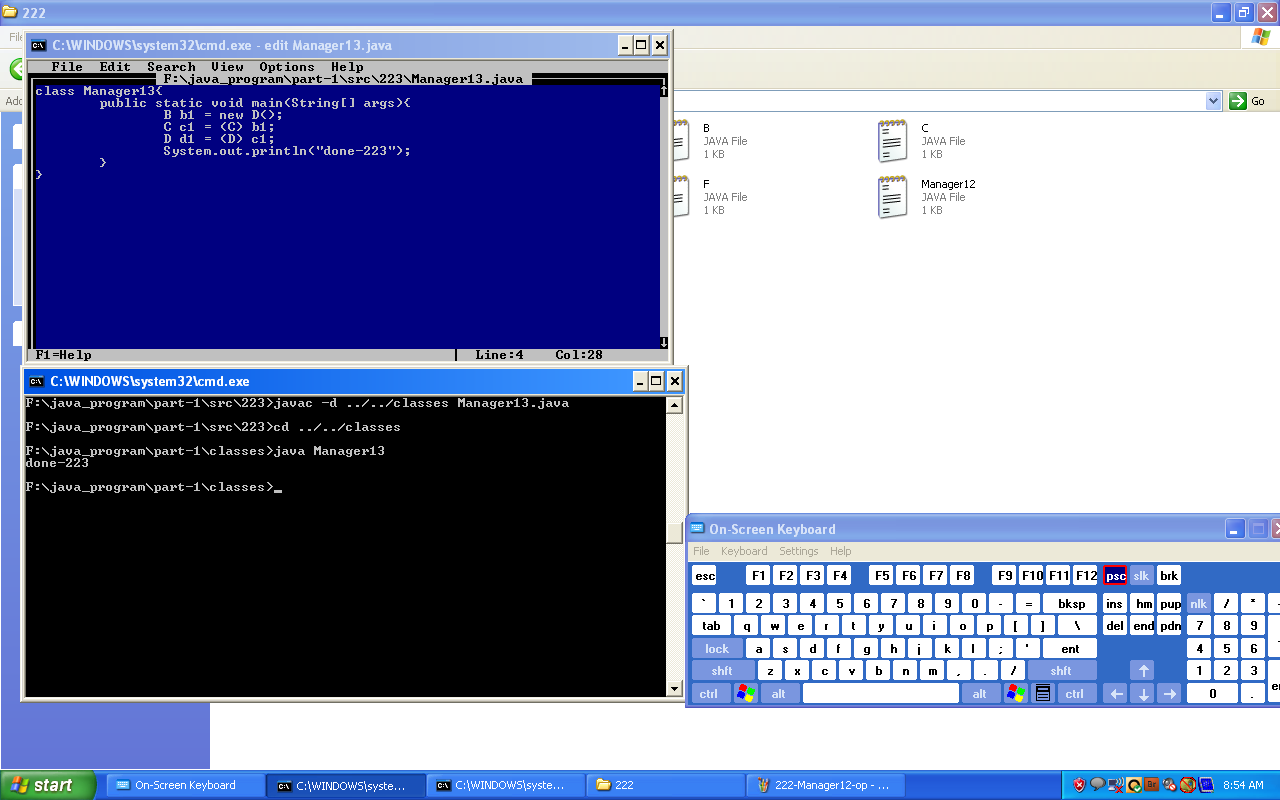 222
C:\WINDOWS\system32\cmd.exe - edit Manager13.java
File Edit Search View Options Help
F:\java_program\part-1\src\223\Manager13.java
class Manager13{
public static void main(String[] args){
B b1 = new D();
C c1 = (C) b1;
D d1 = (D) c1;
System.out.println("done-223");
}
}
F1=Help
Line:4 Col:28
Go
B
JAVA File
1 KB
C
JAVA File
1 KB
F
JAVA File
1 KB
Manager12
JAVA File
1 KB
C:\WINDOWS\system32\cmd.exe
F:\java_program\part-1\src\223>javac -d ../../classes Manager13.java
F:\java_program\part-1\src\223>cd ../../classes
F:\java_program\part-1\classes>java Manager13
done-223
F:\java_program\part-1\classes>_
On-Screen Keyboard
File Keyboard Settings Help
esc F1 F2 F3 F4 F5 F6 F7 F8 F9 F10 F11 F12 psc slk brk
` 1 2 3 4 5 6 7 8 9 0 - = bksp ins hm pup nlk / *
tab q w e r t y u i o p [ ] \ del end pdn 7 8 9
lock a s d f g h j k l ; ' ent 4 5 6
shft z x c v b n m , . / shft 1 2 3
ctrl alt alt ctrl 0 .
start
On-Screen Keyboard
C:\WINDOWS\syste...
C:\WINDOWS\syste...
222
222-Manager12-op - ...
8:54 AM